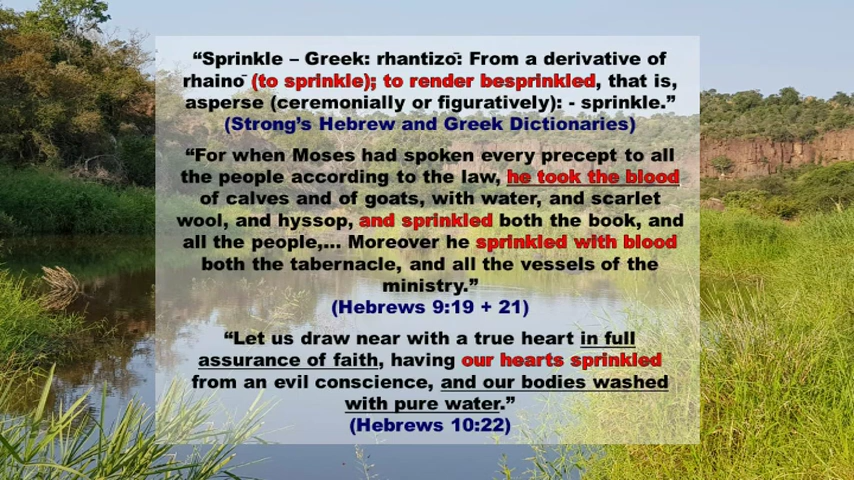 “Sprinkle – Greek: rhantizō: From a derivative of
rhainō (to sprinkle); to render besprinkled, that is,
asperse (ceremonially or figuratively): - sprinkle.”
(Strong’s Hebrew and Greek Dictionaries)
“For when Moses had spoken every precept to all
the people according to the law, he took the blood
of calves and of goats, with water, and scarlet
wool, and hyssop, and sprinkled both the book, and
all the people,... Moreover he sprinkled with blood
both the tabernacle, and all the vessels of the
ministry.”
(Hebrews 9:19 + 21)
“Let us draw near with a true heart in full
assurance of faith, having our hearts sprinkled
from an evil conscience, and our bodies washed
with pure water.”
(Hebrews 10:22)